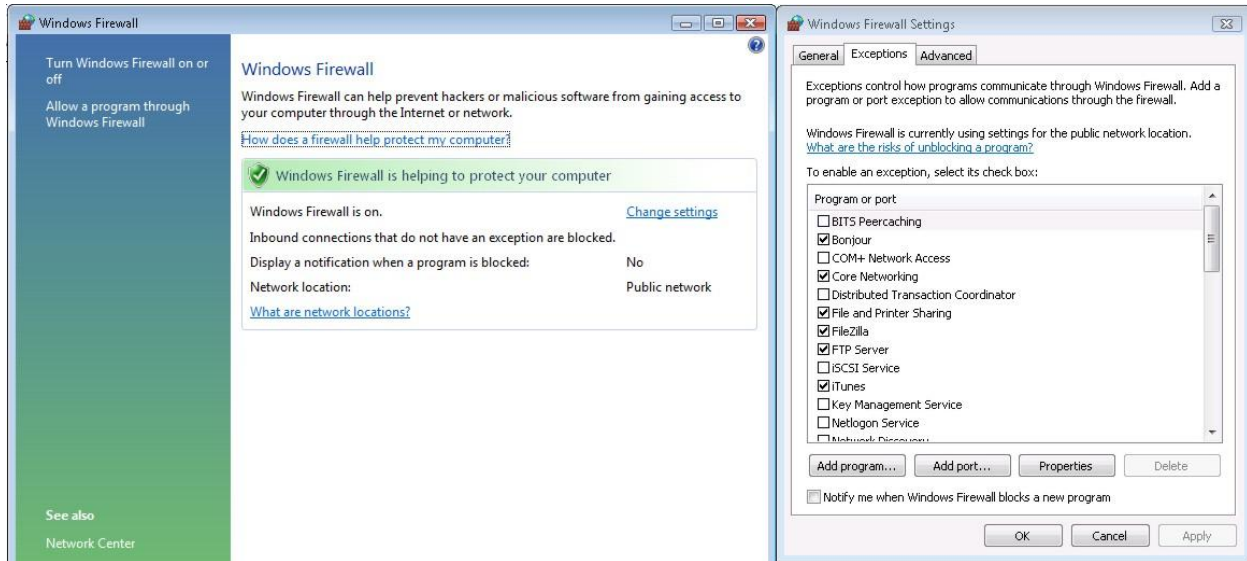 Windows Firewall
Turn Windows Firewall on or
off
Allow a program through
Windows Firewall
See also
Network Center
Windows Firewall
Windows Firewall can help prevent hackers or malicious software from gaining access to
your computer through the Internet or network.
How does a firewall help protect my computer?
Windows Firewall is helping to protect your computer
Windows Firewall is on.
Change settings
Inbound connections that do not have an exception are blocked.
Display a notification when a program is blocked: No
Network location: Public network
What are network locations?
Windows Firewall Settings
General Exceptions Advanced
Exceptions control how programs communicate through Windows Firewall. Add a
program or port exception to allow communications through the firewall.
Windows Firewall is currently using settings for the public network location.
What are the risks of unblocking a program?
To enable an exception, select its check box:
Program or port
BITS Peercaching
Bonjour
COM+ Network Access
Core Networking
Distributed Transaction Coordinator
File and Printer Sharing
FileZilla
FTP Server
iSCSI Service
iTunes
Key Management Service
Netlogon Service
Network Discovery
Add program... Add port... Properties Delete
Notify me when Windows Firewall blocks a new program
OK Cancel Apply